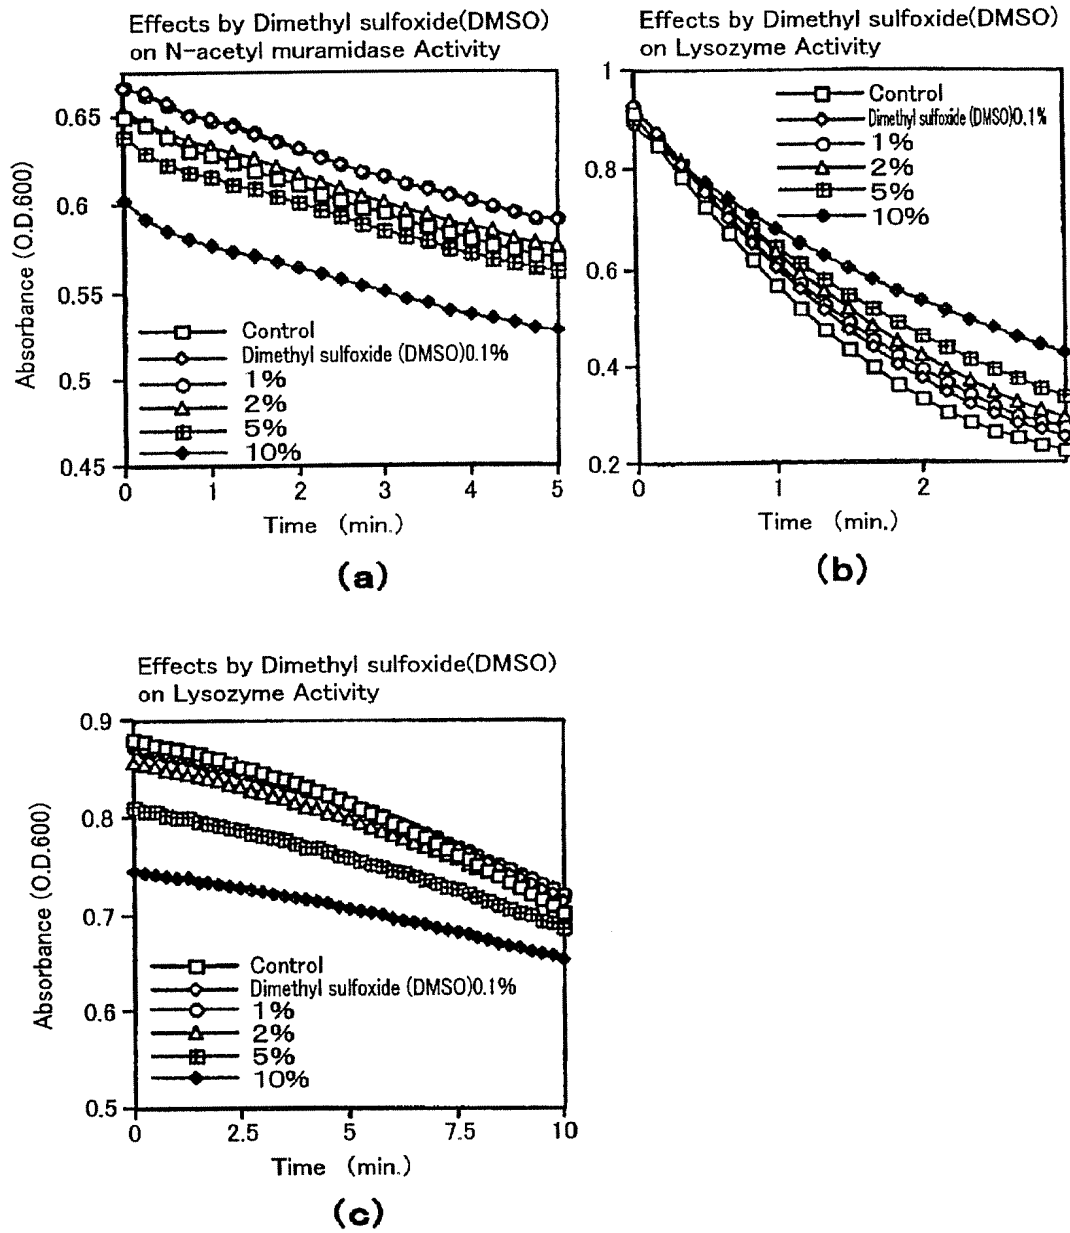 Effects by Dimethyl sulfoxide(DMSO)
on N-acetyl muramidase Activity
0.65
0.6
0.55
0.5
0.45
Absorbance (O.D.600)
Control
Dimethyl sulfoxide (DMSO)0.1%
1%
2%
5%
10%
0 1 2 3 4 5
Time (min.)
(a)
Effects by Dimethyl sulfoxide(DMSO)
on Lysozyme Activity
1
0.8
0.6
0.4
0.2
Control
Dimethyl sulfoxide (DMSO)0.1%
1%
2%
5%
10%
0 1 2
Time (min.)
(b)
Effects by Dimethyl sulfoxide(DMSO)
on Lysozyme Activity
0.9
0.8
0.7
0.6
0.5
Absorbance (O.D.600)
Control
Dimethyl sulfoxide (DMSO)0.1%
1%
2%
5%
10%
0 2.5 5 7.5 10
Time (min.)
(c)